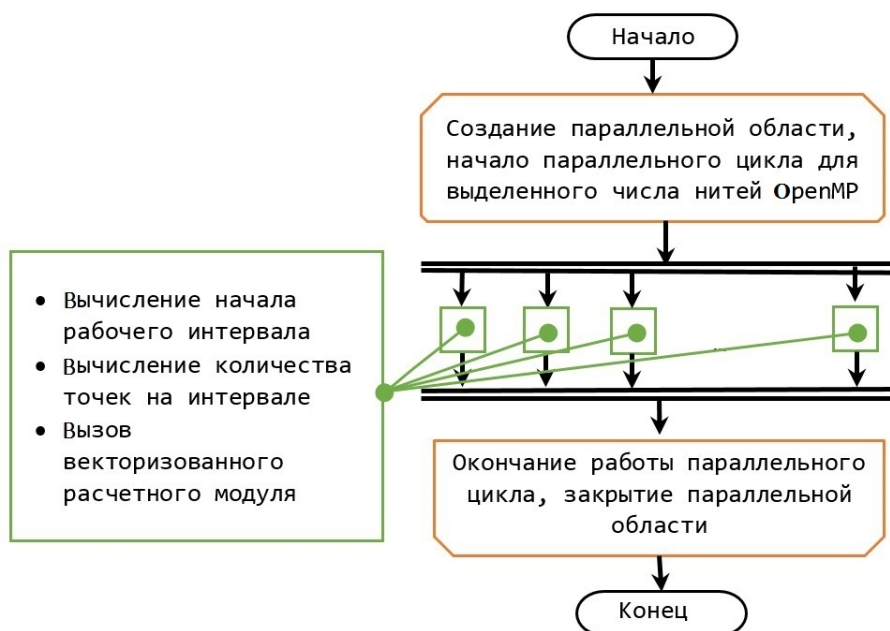 Начало
Создание параллельной области,
начало параллельного цикла для
выделенного числа нитей OpenMP
• Вычисление начала
рабочего интервала
• Вычисление количества
точек на интервале
• Вызов
векторизованного
расчетного модуля
...
Окончание работы параллельного
цикла, закрытие параллельной
области
Конец